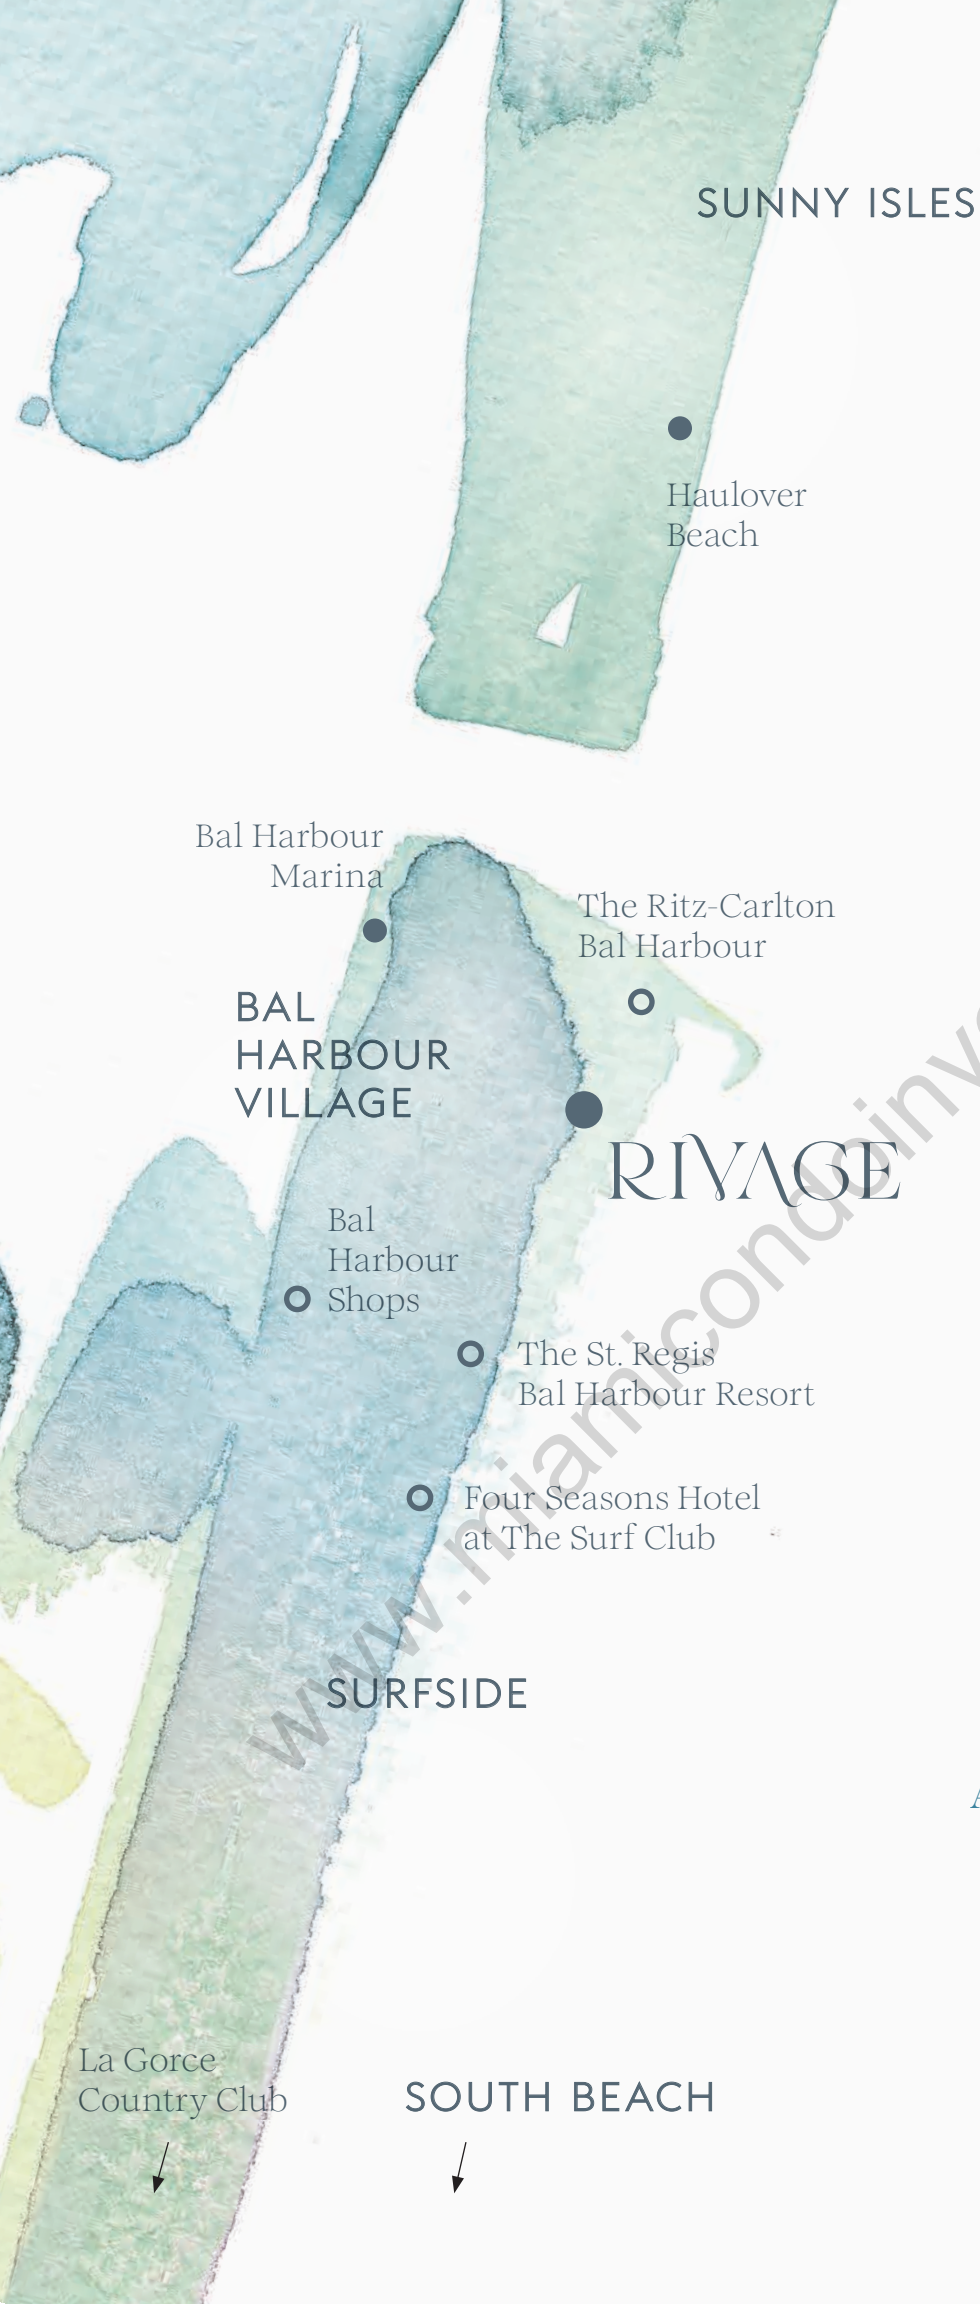 SUNNY ISLES
Haulover
Beach
Bal Harbour
Marina
The Ritz-Carlton
Bal Harbour
BAL
HARBOUR
VILLAGE
RIVAGE
Bal
Harbour
Shops
The St. Regis
Bal Harbour Resort
Four Seasons Hotel
at The Surf Club
SURFSIDE
La Gorce
Country Club
SOUTH BEACH